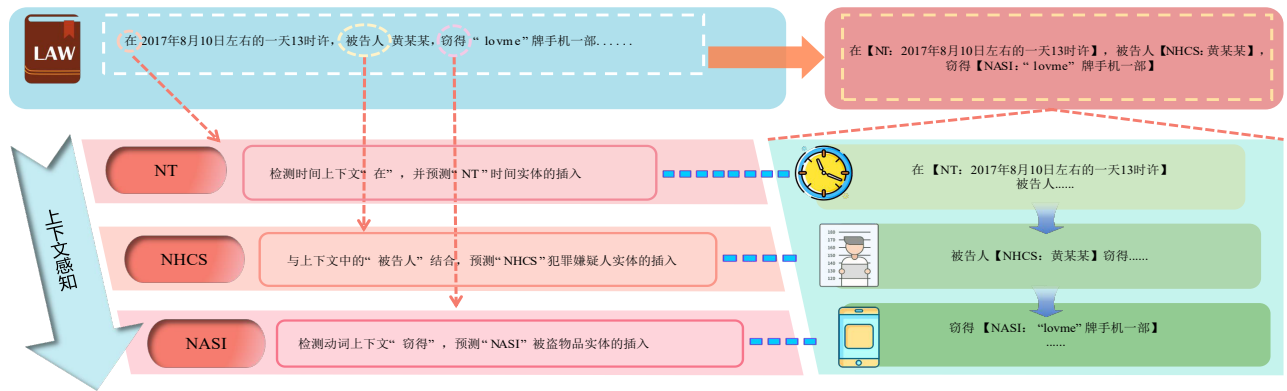 LAW
在 2017年8月10日左右的一天13时许，被告人 黄某某，窃得 “ lovme” 牌手机一部......
在【NT：2017年8月10日左右的一天13时许】，被告人【NHCS：黄某某】，
窃得【NASI：“ lovme” 牌手机一部】
上下文感知
NT
检测时间上下文“ 在” ，并预测“ NT ” 时间实体的插入
在 【NT：2017年8月10日左右的一天13时许】
被告人......
NHCS
与上下文中的“ 被告人” 结合，预测“NHCS”犯罪嫌疑人实体的插入
180
170
160
150
140
130
120
被告人【NHCS：黄某某】窃得......
NASI
检测动词上下文“ 窃得” ，预测“NASI” 被盗物品实体的插入
窃得 【NASI： “lovme” 牌手机一部】
......